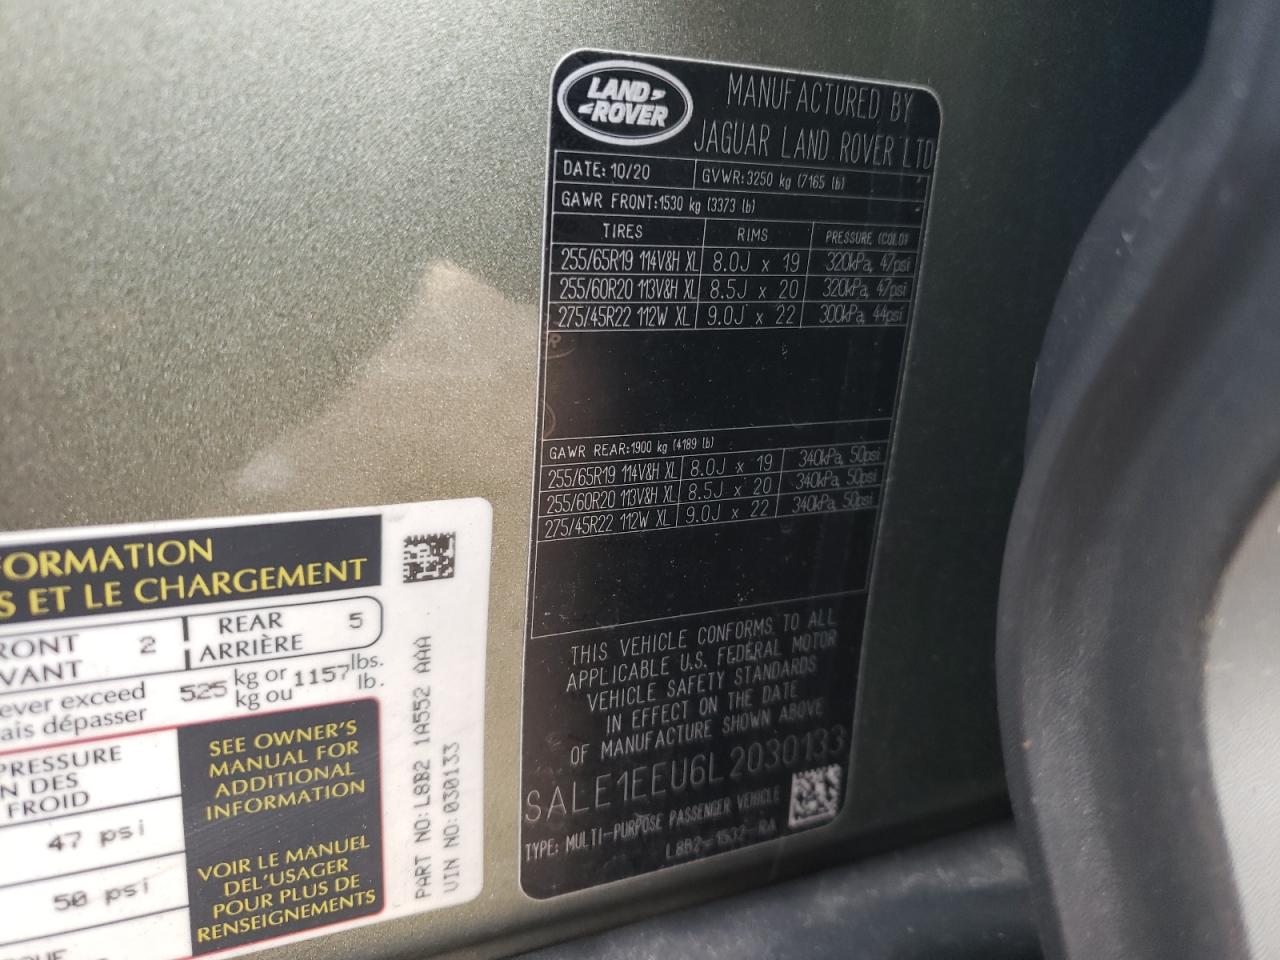 LAND
ROVER
MANUFACTURED BY
JAGUAR LAND ROVER LTD
DATE: 10/20 GVWR: 3250 kg (7165 lb)
GAWR FRONT: 1530 kg (3373 lb)
TIRES RIMS PRESSURE (COLD)
255/65R19 114V&H XL 8.0J x 19 320kPa, 47psi
255/60R20 113V&H XL 8.5J x 20 320kPa, 47psi
275/45R22 112W XL 9.0J x 22 300kPa, 44psi
GAWR REAR: 1900 kg (4189 lb)
255/65R19 114V&H XL 8.0J x 19 340kPa, 50psi
255/60R20 113V&H XL 8.5J x 20 340kPa, 50psi
275/45R22 112W XL 9.0J x 22 340kPa, 50psi
THIS VEHICLE CONFORMS TO ALL
APPLICABLE U.S. FEDERAL MOTOR
VEHICLE SAFETY STANDARDS
IN EFFECT ON THE DATE
OF MANUFACTURE SHOWN ABOVE
SALE1EEU6L2030133
TYPE: MULTI-PURPOSE PASSENGER VEHICLE
L8B2-1532-RA
FORMATION
S ET LE CHARGEMENT
RONT 2 REAR 5
VANT ARRIÈRE
ever exceed 525 kg or 1157 lbs.
ais dépasser kg ou lb.
PRESSURE
N DES
FROID
47 psi
50 psi
SEE OWNER'S
MANUAL FOR
ADDITIONAL
INFORMATION
VOIR LE MANUEL
DEL'USAGER
POUR PLUS DE
RENSEIGNEMENTS
PART NO: L8B2 1A552 AAA
VIN NO: 030133